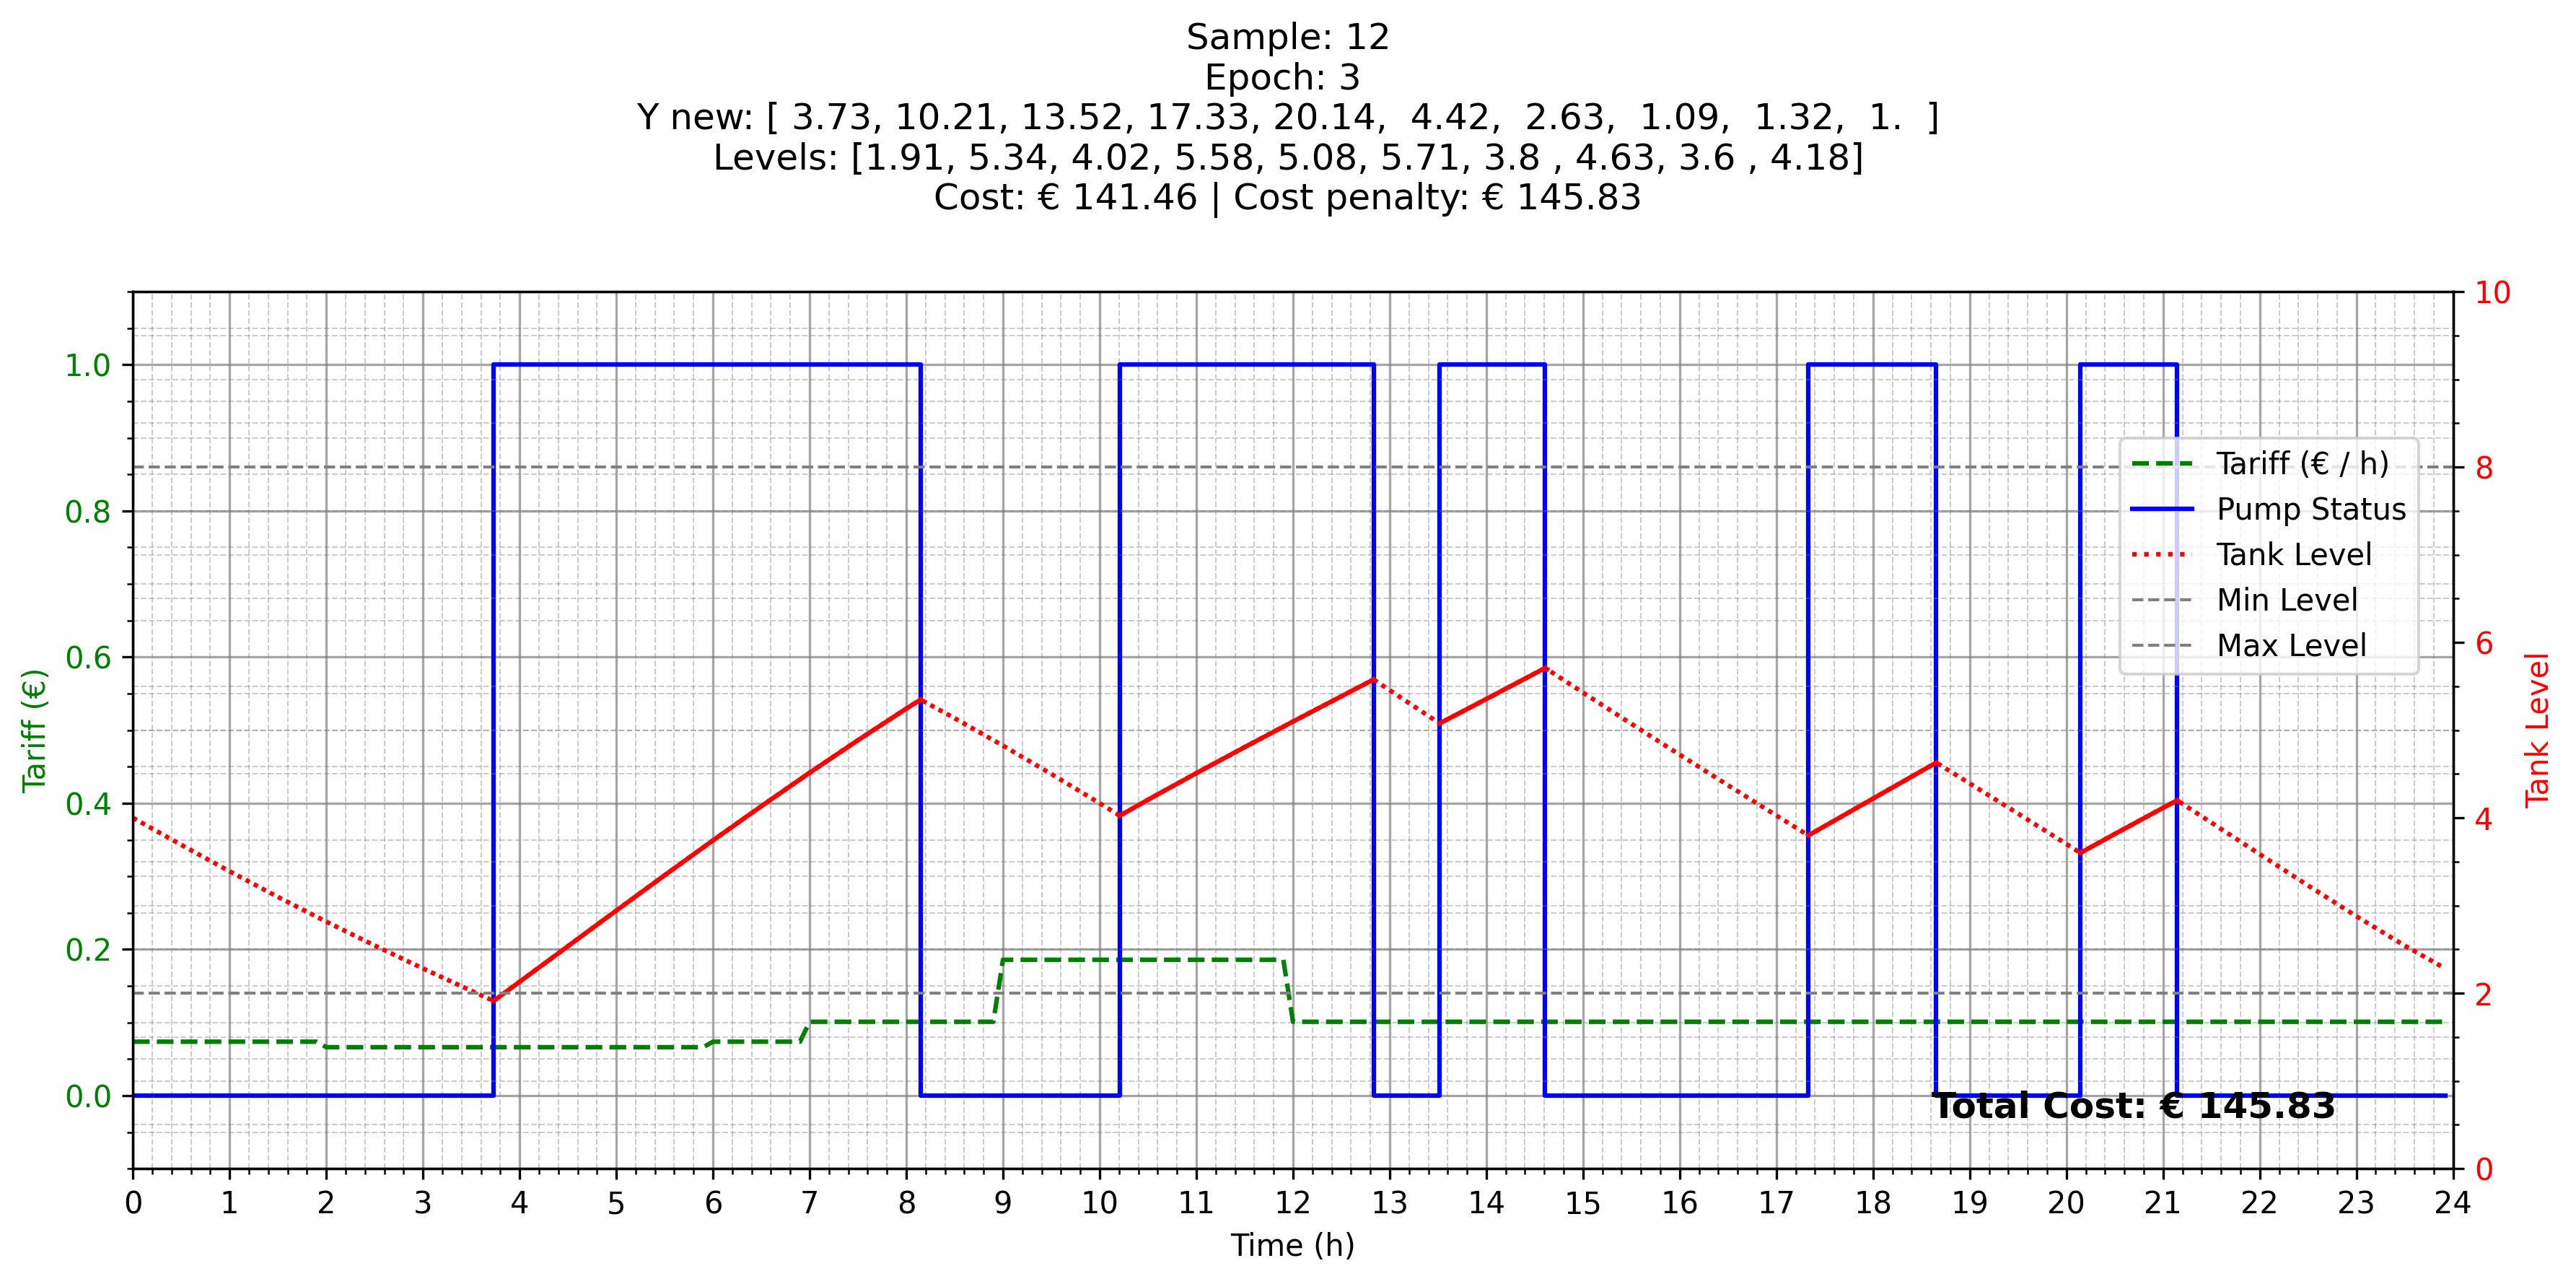 Sample: 12
Epoch: 3
Y new: [ 3.73, 10.21, 13.52, 17.33, 20.14,  4.42,  2.63,  1.09,  1.32,  1.  ]
Levels: [1.91, 5.34, 4.02, 5.58, 5.08, 5.71, 3.8 , 4.63, 3.6 , 4.18]
Cost: € 141.46 | Cost penalty: € 145.83
1.0
0.8
0.6
0.4
0.2
0.0
Tariff (€)
10
8
6
4
2
0
Tank Level
Tariff (€ / h)
Pump Status
Tank Level
Min Level
Max Level
Total Cost: € 145.83
0 1 2 3 4 5 6 7 8 9 10 11 12 13 14 15 16 17 18 19 20 21 22 23 24
Time (h)